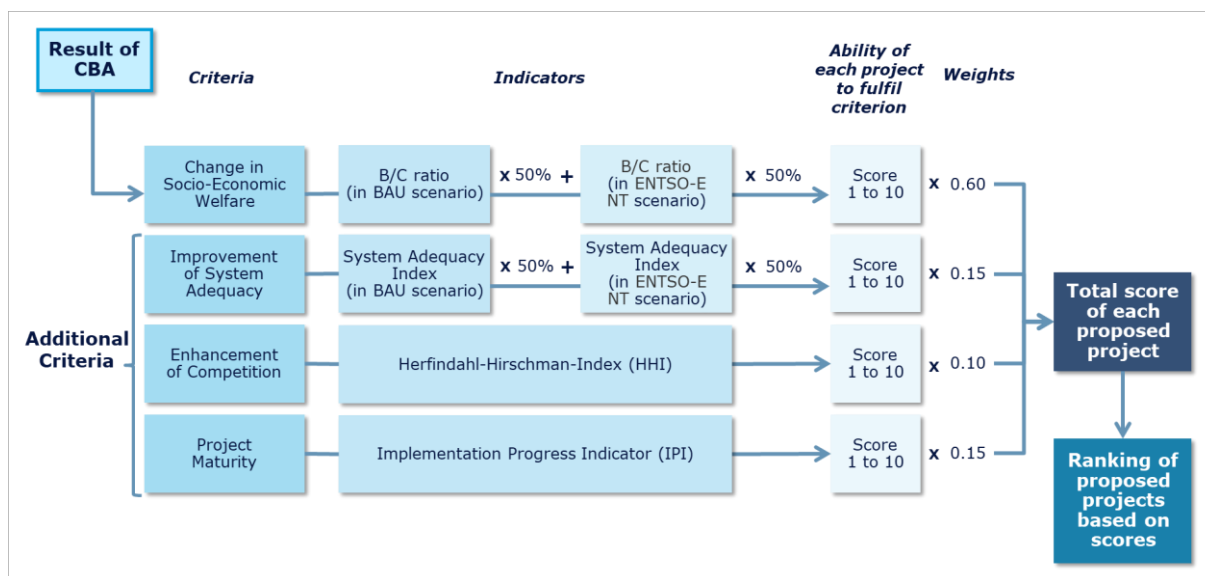 Result of
CBA
Criteria
Indicators
Ability of
each project
to fulfil
criterion
Weights
Change in
Socio-Economic
Welfare
B/C ratio
(in BAU scenario)
x 50% +
B/C ratio
(in ENTSO-E
NT scenario)
x 50%
Score
1 to 10
x 0.60
Additional
Criteria
Improvement
of System
Adequacy
System Adequacy
Index
(in BAU scenario)
x 50% +
System Adequacy
Index
(in ENTSO-E
NT scenario)
x 50%
Score
1 to 10
x 0.15
Enhancement
of Competition
Herfindahl-Hirschman-Index (HHI)
Score
1 to 10
x 0.10
Project
Maturity
Implementation Progress Indicator (IPI)
Score
1 to 10
x 0.15
Total score
of each
proposed
project
Ranking of
proposed
projects
based on
scores